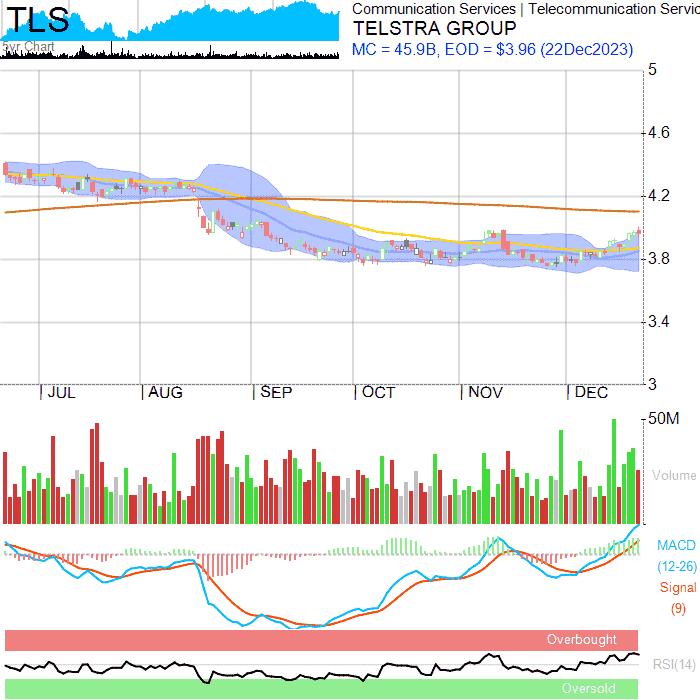 TLS
5yr Chart
Communication Services | Telecommunication Servic
TELSTRA GROUP
MC = 45.9B, EOD = $3.96 (22Dec2023)
5
4.6
4.2
3.8
3.4
3
| JUL | AUG | SEP | OCT | NOV | DEC
50M
Volume
MACD
(12-26)
Signal
(9)
Overbought
RSI(14)
Oversold